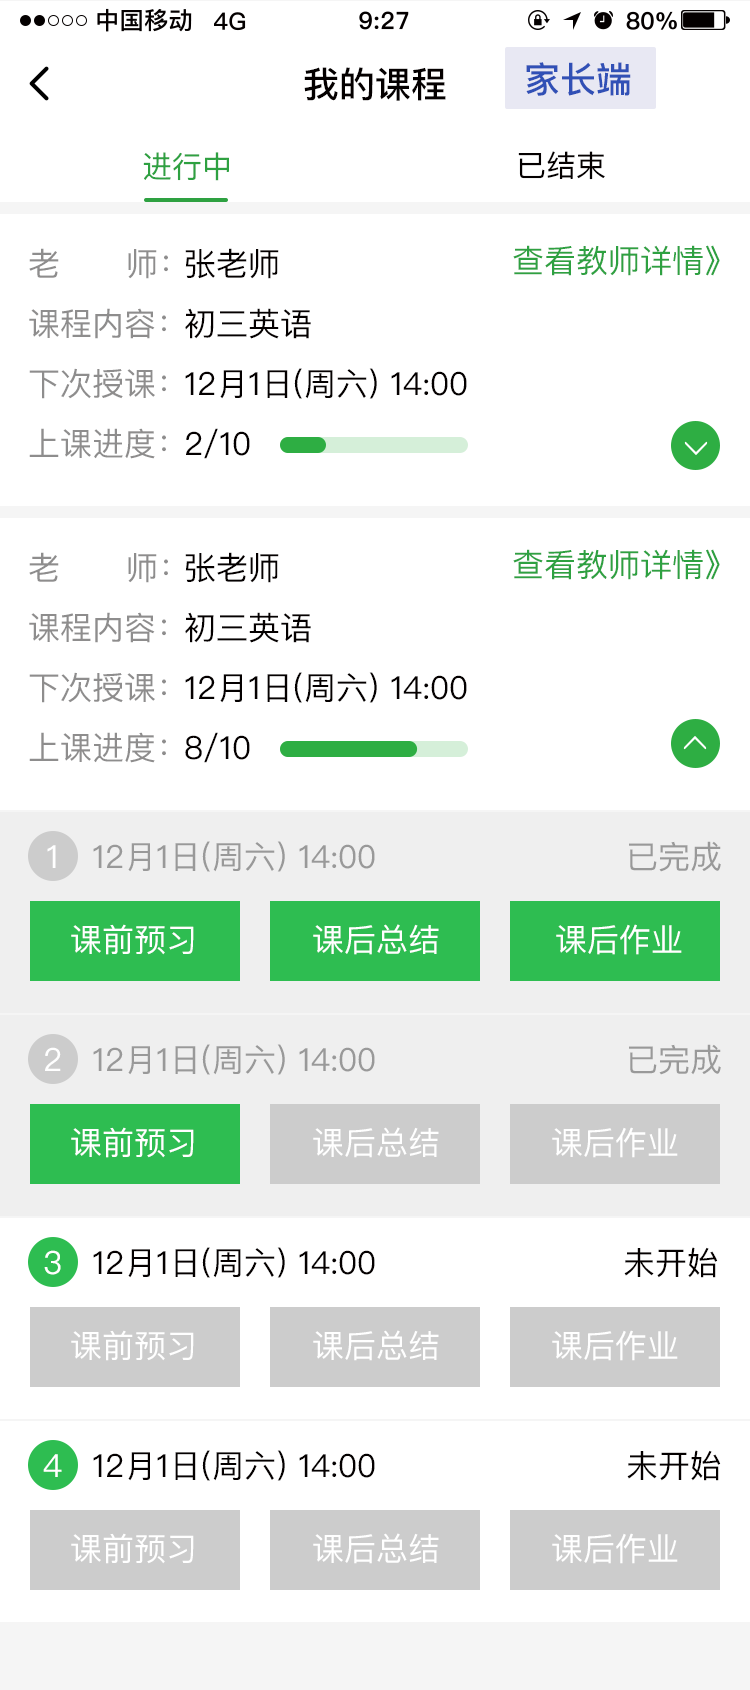 中国移动 4G 9:27 80%
我的课程 家长端
进行中 已结束
老 师: 张老师 查看教师详情》
课程内容: 初三英语
下次授课: 12月1日(周六) 14:00
上课进度: 2/10
老 师: 张老师 查看教师详情》
课程内容: 初三英语
下次授课: 12月1日(周六) 14:00
上课进度: 8/10
1 12月1日(周六) 14:00 已完成
课前预习 课后总结 课后作业
2 12月1日(周六) 14:00 已完成
课前预习 课后总结 课后作业
3 12月1日(周六) 14:00 未开始
课前预习 课后总结 课后作业
4 12月1日(周六) 14:00 未开始
课前预习 课后总结 课后作业